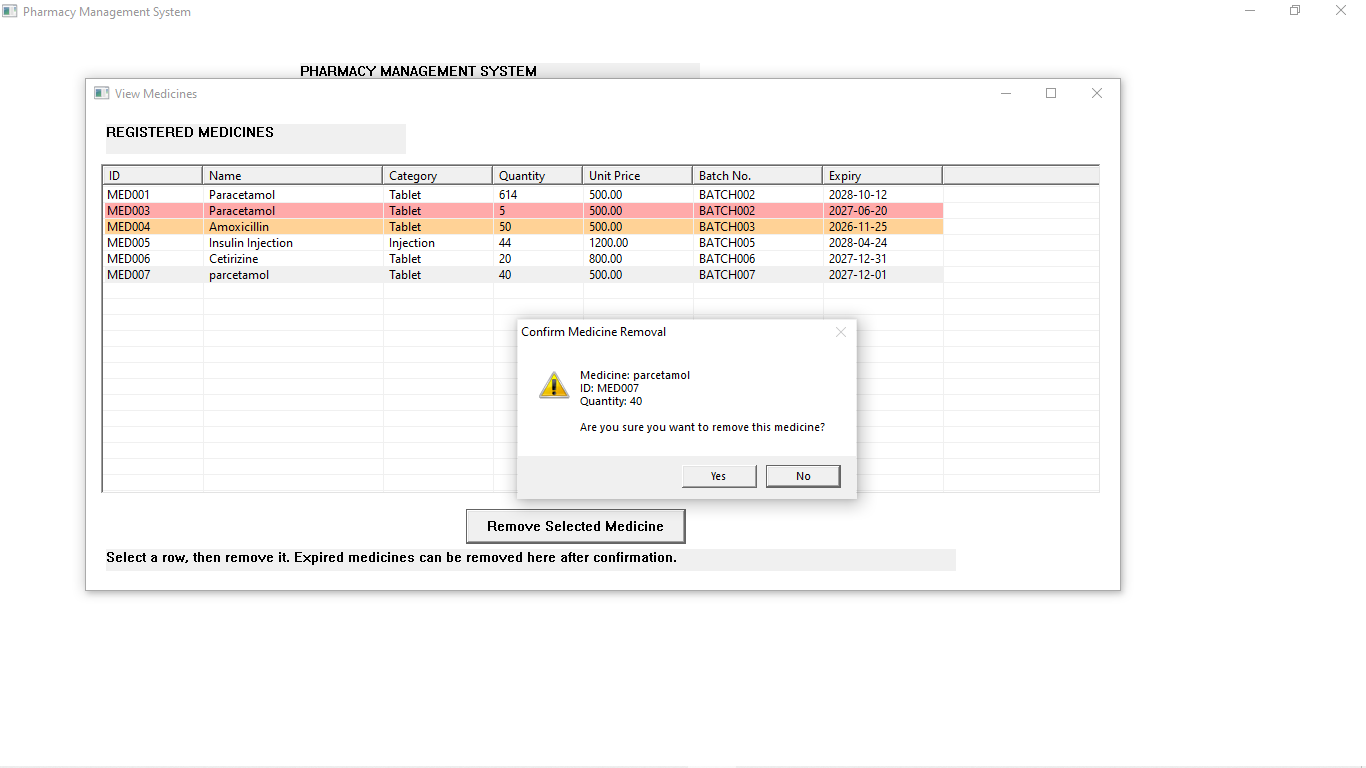 Pharmacy Management System
PHARMACY MANAGEMENT SYSTEM
View Medicines
REGISTERED MEDICINES
ID Name Category Quantity Unit Price Batch No. Expiry
MED001 Paracetamol Tablet 614 500.00 BATCH002 2028-10-12
MED003 Paracetamol Tablet 5 500.00 BATCH002 2027-06-20
MED004 Amoxicillin Tablet 50 500.00 BATCH003 2026-11-25
MED005 Insulin Injection Injection 44 1200.00 BATCH005 2028-04-24
MED006 Cetirizine Tablet 20 800.00 BATCH006 2027-12-31
MED007 parcetamol Tablet 40 500.00 BATCH007 2027-12-01
Confirm Medicine Removal
Medicine: parcetamol
ID: MED007
Quantity: 40
Are you sure you want to remove this medicine?
Yes No
Remove Selected Medicine
Select a row, then remove it. Expired medicines can be removed here after confirmation.